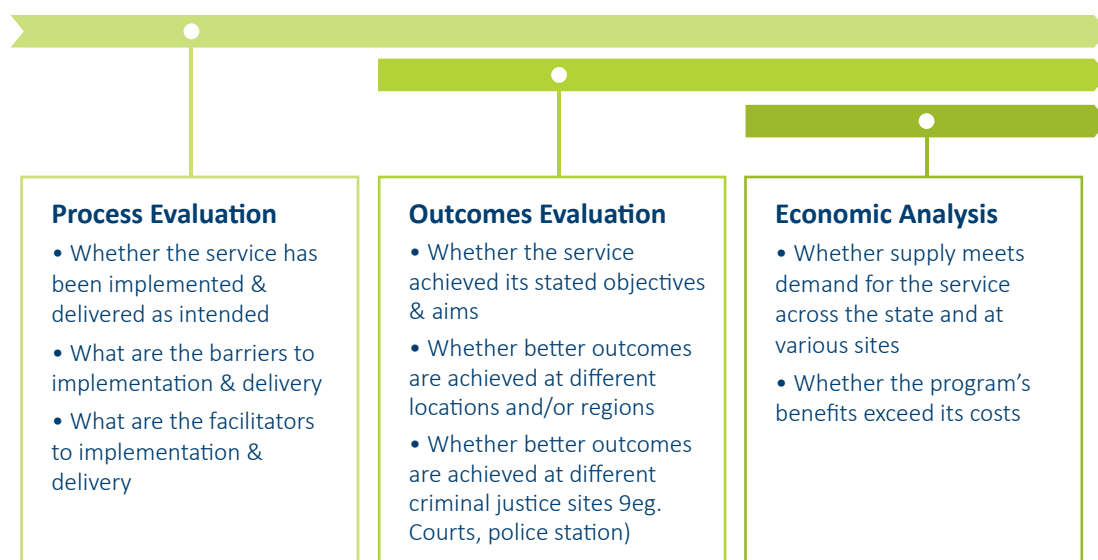 Process Evaluation
• Whether the service has
been implemented &
delivered as intended
• What are the barriers to
implementation & delivery
• What are the facilitators
to implementation &
delivery
Outcomes Evaluation
• Whether the service
achieved its stated objectives
& aims
• Whether better outcomes
are achieved at different
locations and/or regions
• Whether better outcomes
are achieved at different
criminal justice sites 9eg.
Courts, police station)
Economic Analysis
• Whether supply meets
demand for the service
across the state and at
various sites
• Whether the program’s
benefits exceed its costs